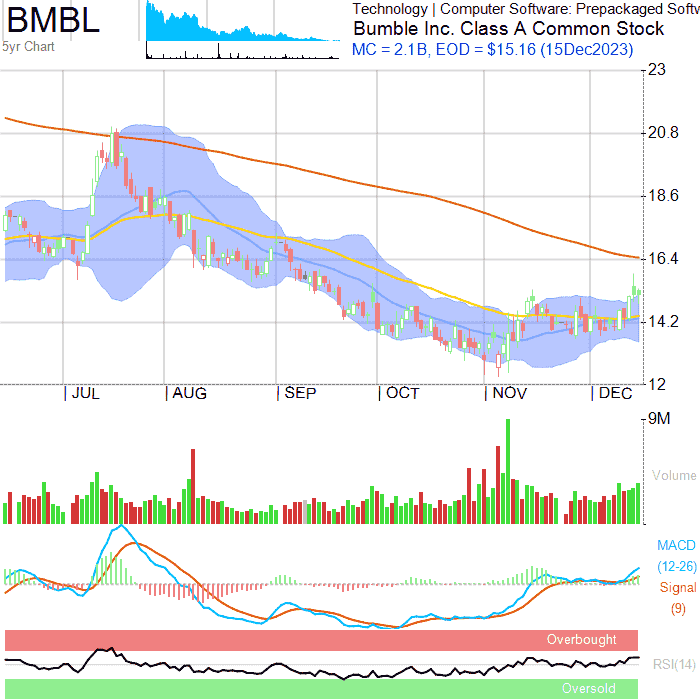 BMBL
5yr Chart
Technology | Computer Software: Prepackaged Softw
Bumble Inc. Class A Common Stock
MC = 2.1B, EOD = $15.16 (15Dec2023)
23
20.8
18.6
16.4
14.2
12
JUL AUG SEP OCT NOV DEC
9M
Volume
MACD
(12-26)
Signal
(9)
Overbought
RSI(14)
Oversold